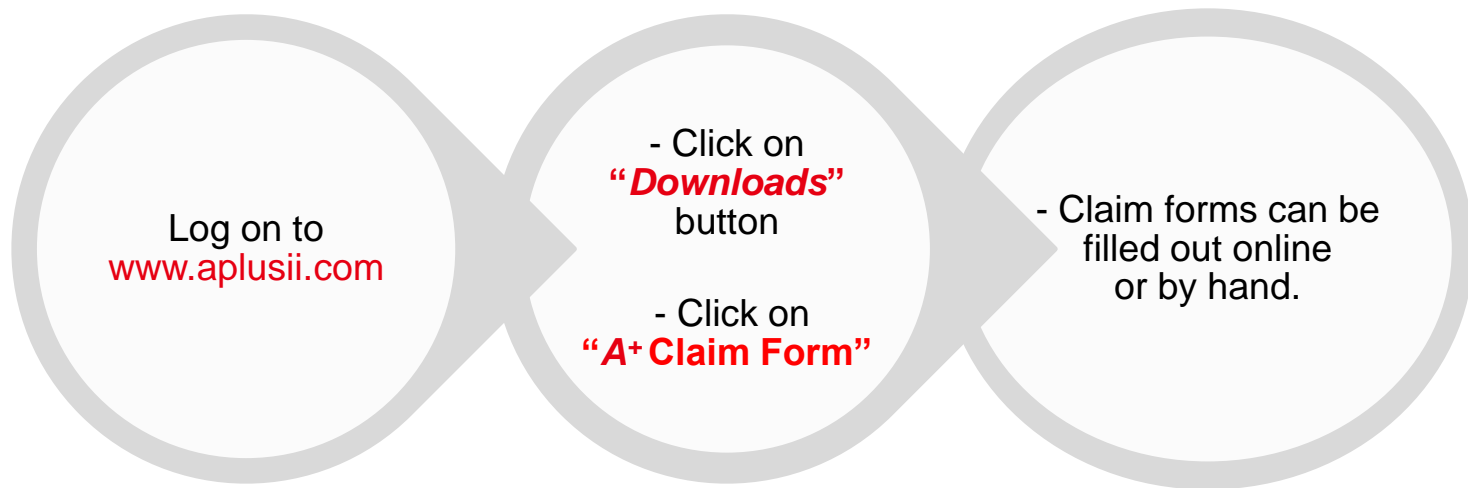 Log on to
www.aplusii.com
- Click on
“Downloads”
button
- Click on
“A+ Claim Form”
- Claim forms can be
filled out online
or by hand.